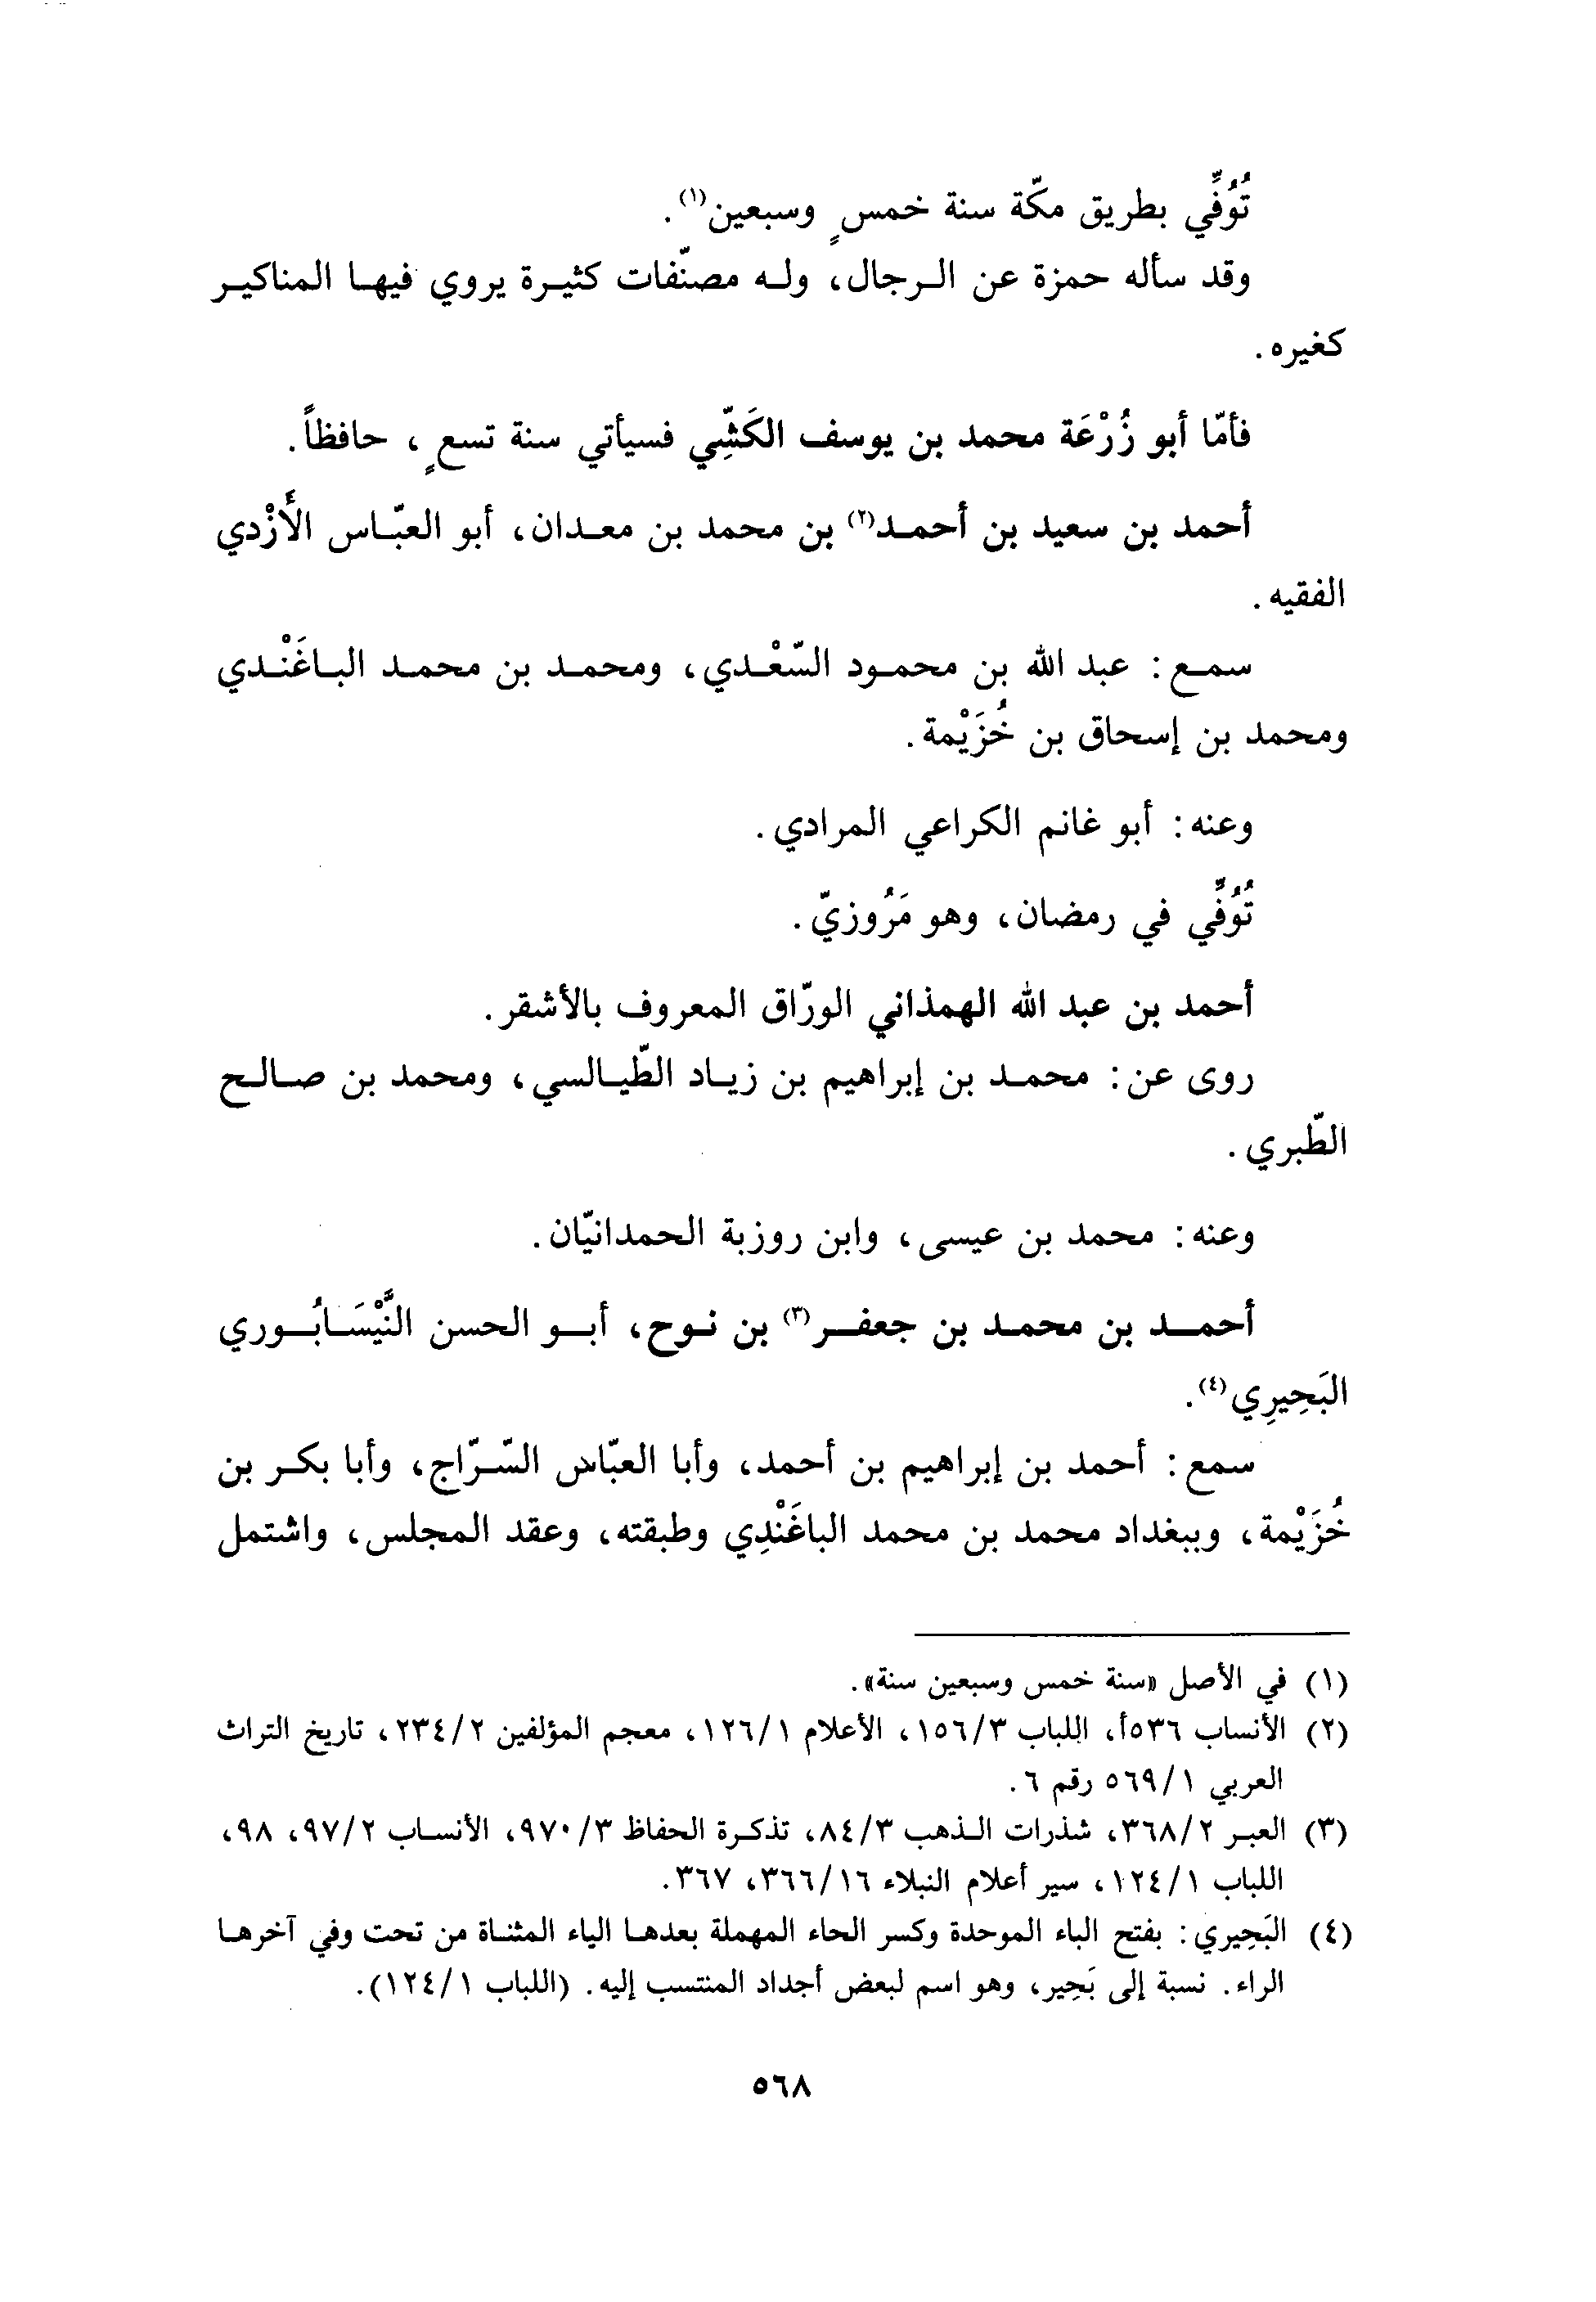 تُوُفِّي بطريق مكّة سنة خمسٍ وسبعين(١).
وقد سأله حمزة عن الرجال، وله مصنّفات كثيرة يروي فيها المناكير
كغيره.
فأمّا أبو زُرْعَة محمد بن يوسف الكَشِّي فسيأتي سنة تسعٍ، حافظاً.
أحمد بن سعيد بن أحمد(٢) بن محمد بن معدان، أبو العبّاس الأَزْدي
الفقيه.
سمع: عبد الله بن محمود السّعْدي، ومحمد بن محمد الباغَنْدي
ومحمد بن إسحاق بن خُزَيْمة.
وعنه: أبو غانم الكراعي المرادي.
تُوُفِّي في رمضان، وهو مَرُوزيّ.
أحمد بن عبد الله الهمذاني الورّاق المعروف بالأشقر.
روى عن: محمد بن إبراهيم بن زياد الطّيالسي، ومحمد بن صالح
الطّبري.
وعنه: محمد بن عيسى، وابن روزبة الحمدانيّان.
أحمد بن محمد بن جعفر(٣) بن نوح، أبو الحسن النَّيْسَابُوري
البَحِيرِي(٤).
سمع: أحمد بن إبراهيم بن أحمد، وأبا العبّاس السّرّاج، وأبا بكر بن
خُزَيْمة، وببغداد محمد بن محمد الباغَنْدِي وطبقته، وعقد المجلس، واشتمل
(١) في الأصل «سنة خمس وسبعين سنة».
(٢) الأنساب ٥٣٦أ، اللباب ١٥٦/٣، الأعلام ١٢٦/١، معجم المؤلفين ٢٣٤/٢، تاريخ التراث
العربي ٥٦٩/١ رقم ٦.
(٣) العبر ٣٦٨/٢، شذرات الذهب ٨٤/٣، تذكرة الحفاظ ٩٧٠/٣، الأنساب ٩٧/٢، ٩٨،
اللباب ١٢٤/١، سير أعلام النبلاء ٣٦٦/١٦، ٣٦٧.
(٤) البَحِيري: بفتح الباء الموحدة وكسر الحاء المهملة بعدها الياء المثناة من تحت وفي آخرها
الراء. نسبة إلى بَحِير، وهو اسم لبعض أجداد المنتسب إليه. (اللباب ١٢٤/١).
٥٦٨